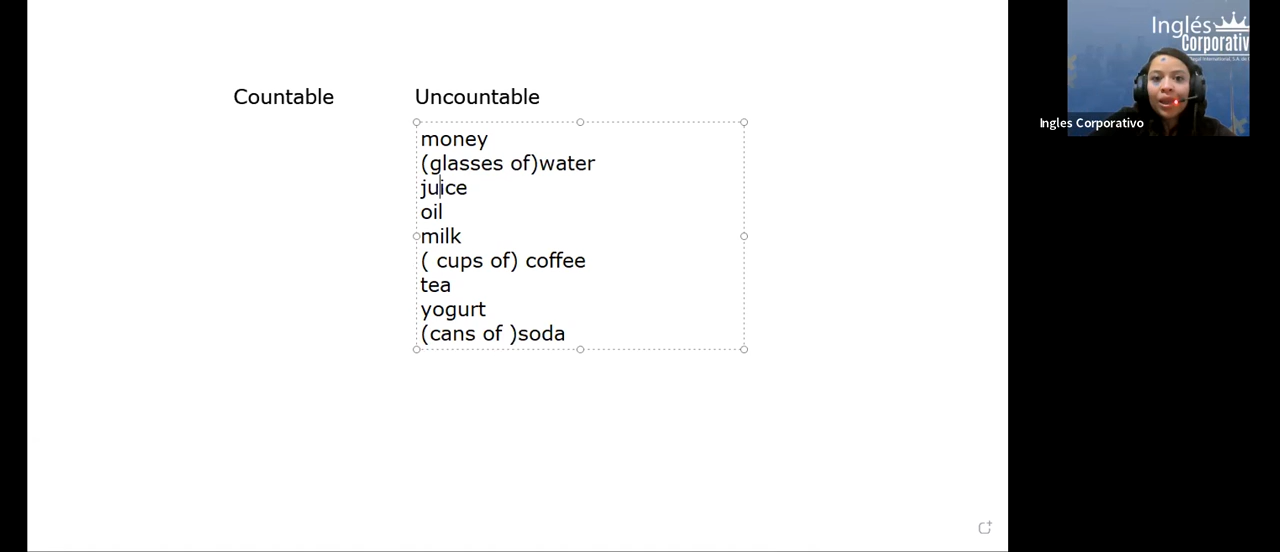 Countable Uncountable
money
(glasses of)water
juice
oil
milk
( cups of) coffee
tea
yogurt
(cans of )soda
Inglés
Corporativ
Ingles Corporativo